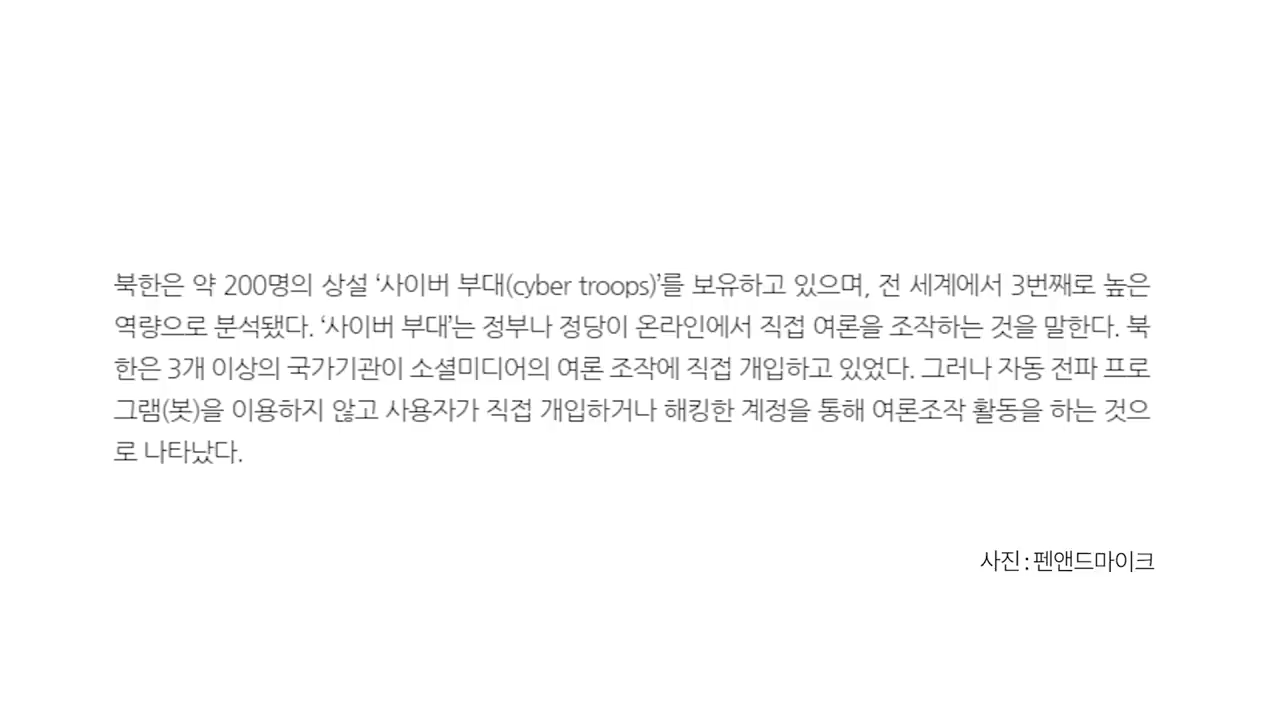 북한은 약 200명의 상설 ‘사이버 부대(cyber troops)’를 보유하고 있으며, 전 세계에서 3번째로 높은
역량으로 분석됐다. ‘사이버 부대’는 정부나 정당이 온라인에서 직접 여론을 조작하는 것을 말한다. 북
한은 3개 이상의 국가기관이 소셜미디어의 여론 조작에 직접 개입하고 있었다. 그러나 자동 전파 프로
그램(봇)을 이용하지 않고 사용자가 직접 개입하거나 해킹한 계정을 통해 여론조작 활동을 하는 것으
로 나타났다.
사진 : 펜앤드마이크